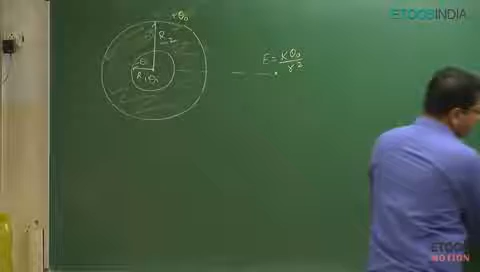 ETOOSINDIA
+Q₀
R₂
R₁
E = KQ₀/r²
ETOOS
MOTION